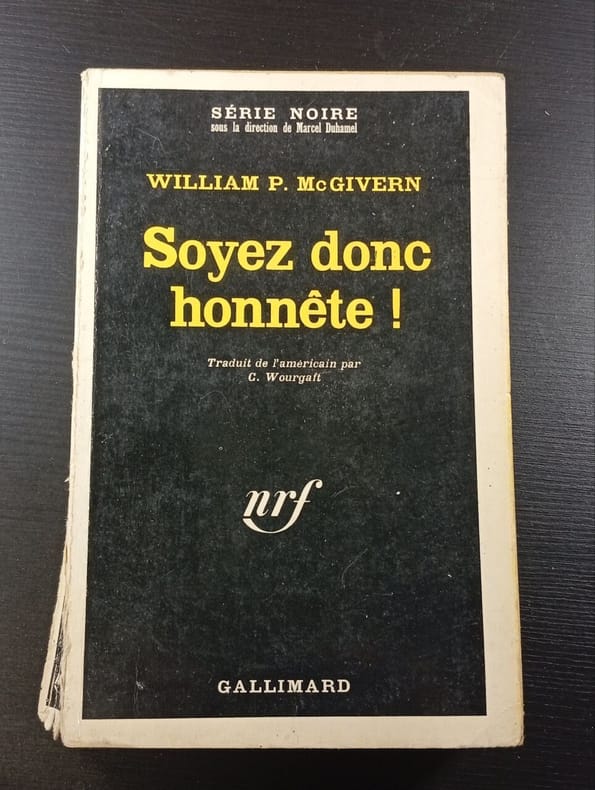 SÉRIE NOIRE
sous la direction de Marcel Duhamel
WILLIAM P. McGIVERN
Soyez donc
honnête !
Traduit de l'américain par
C. Wourgaft
nrf
GALLIMARD